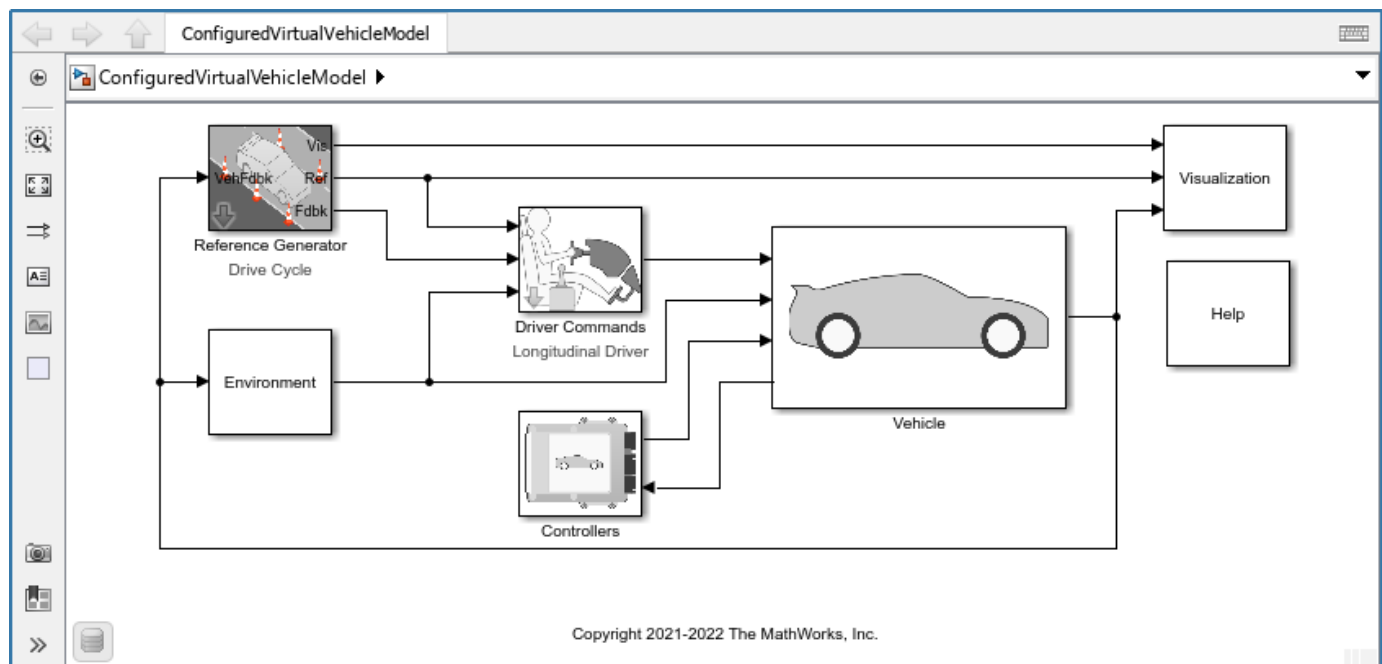 ConfiguredVirtualVehicleModel
ConfiguredVirtualVehicleModel
Vis
VehFdbk Ref
Fdbk
Reference Generator
Drive Cycle
Visualization
Driver Commands
Longitudinal Driver
Help
Environment
Vehicle
Controllers
Copyright 2021-2022 The MathWorks, Inc.